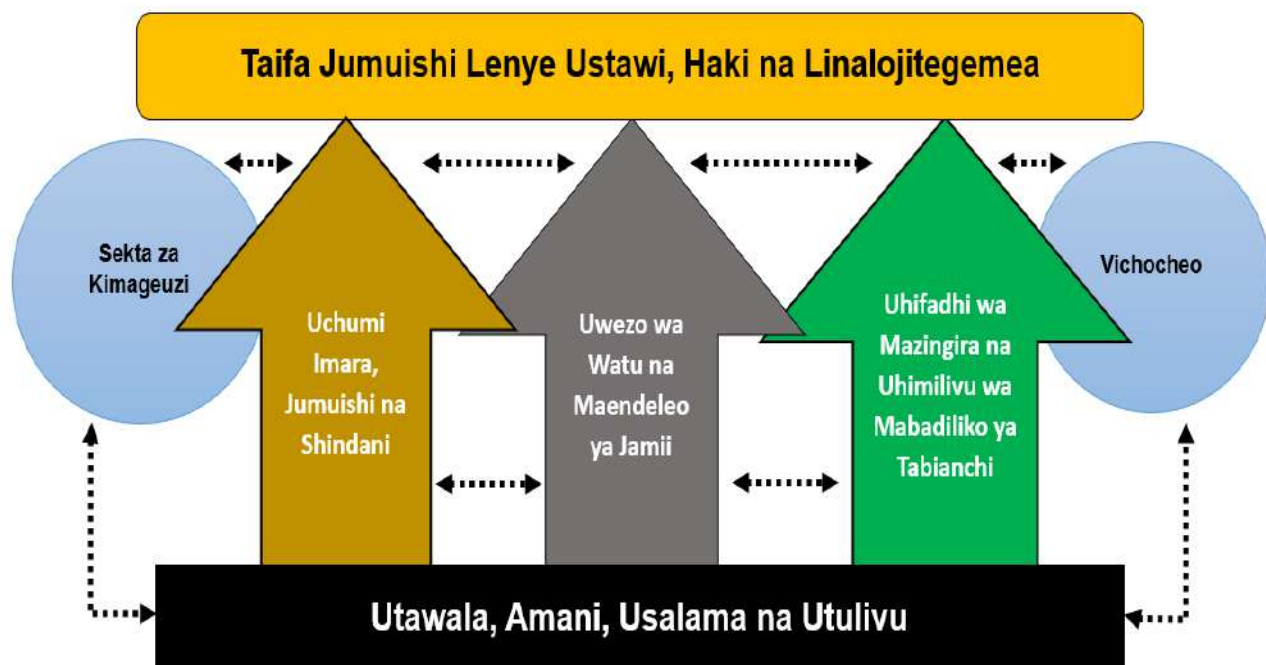 Taifa Jumuishi Lenye Ustawi, Haki na Linalojitegemea
Sekta za
Kimageuzi
Uchumi
Imara,
Jumuishi na
Shindani
Uwezo wa
Watu na
Maendeleo
ya Jamii
Uhifadhi wa
Mazingira na
Uhimilivu wa
Mabadiliko ya
Tabianchi
Vichocheo
Utawala, Amani, Usalama na Utulivu